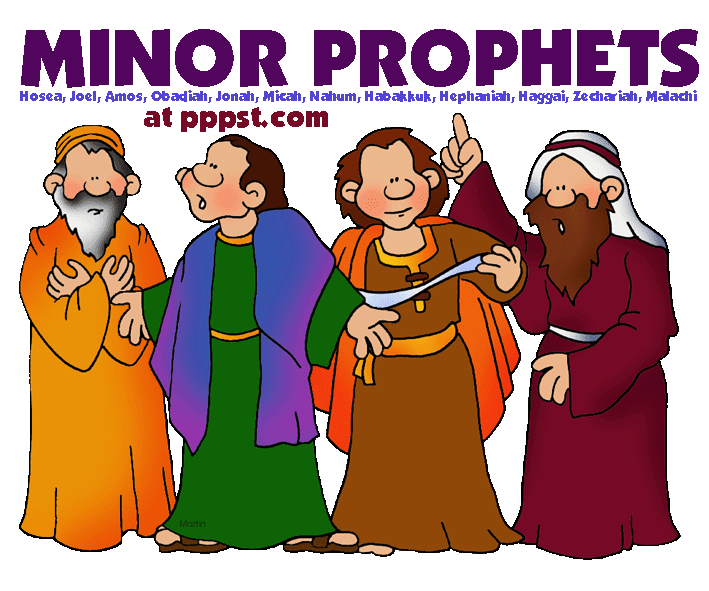 MINOR PROPHETS
Hosea, Joel, Amos, Obadiah, Jonah, Micah, Nahum, Habakkuk, Hephaniah, Haggai, Zechariah, Malachi
at pppst.com
Martin